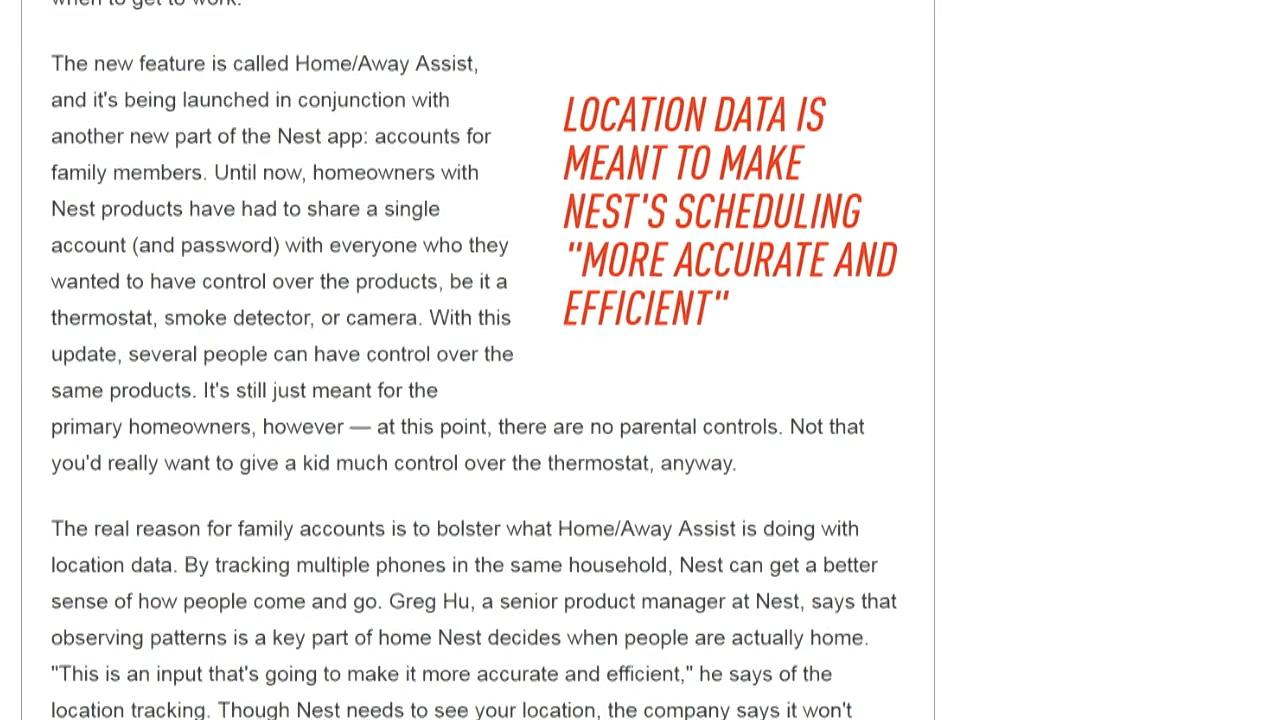 when to get to work.
The new feature is called Home/Away Assist,
and it's being launched in conjunction with
another new part of the Nest app: accounts for
family members. Until now, homeowners with
Nest products have had to share a single
account (and password) with everyone who they
wanted to have control over the products, be it a
thermostat, smoke detector, or camera. With this
update, several people can have control over the
same products. It's still just meant for the
primary homeowners, however — at this point, there are no parental controls. Not that
you'd really want to give a kid much control over the thermostat, anyway.
LOCATION DATA IS
MEANT TO MAKE
NEST'S SCHEDULING
"MORE ACCURATE AND
EFFICIENT"
The real reason for family accounts is to bolster what Home/Away Assist is doing with
location data. By tracking multiple phones in the same household, Nest can get a better
sense of how people come and go. Greg Hu, a senior product manager at Nest, says that
observing patterns is a key part of home Nest decides when people are actually home.
"This is an input that's going to make it more accurate and efficient," he says of the
location tracking. Though Nest needs to see your location, the company says it won't